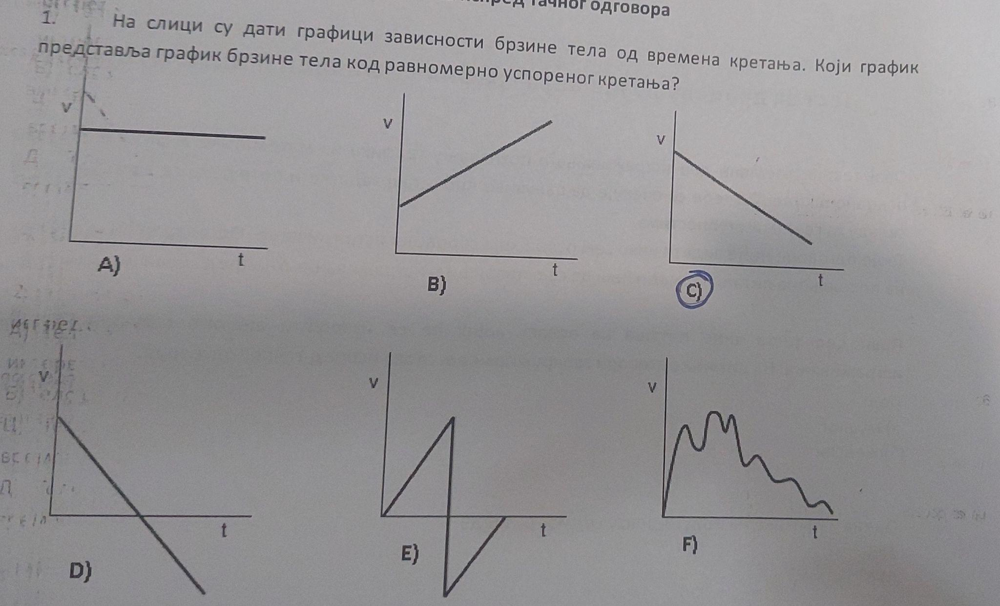 тачног одговора
1. На слици су дати графици зависности брзине тела од времена кретања. Који график
представља график брзине тела код равномерно успореног кретања?
v
t
A)
v
t
B)
v
t
C)
v
t
D)
v
t
E)
v
t
F)